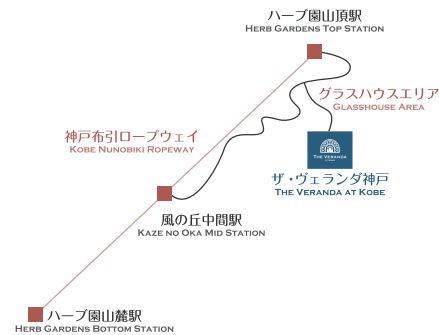 ハーブ園山頂駅
Herb Gardens Top Station
グラスハウスエリア
Glasshouse Area
神戸布引ロープウェイ
Kobe Nunobiki Ropeway
The Veranda
ザ・ヴェランダ神戸
The Veranda at Kobe
風の丘中間駅
Kaze no Oka Mid Station
ハーブ園山麓駅
Herb Gardens Bottom Station